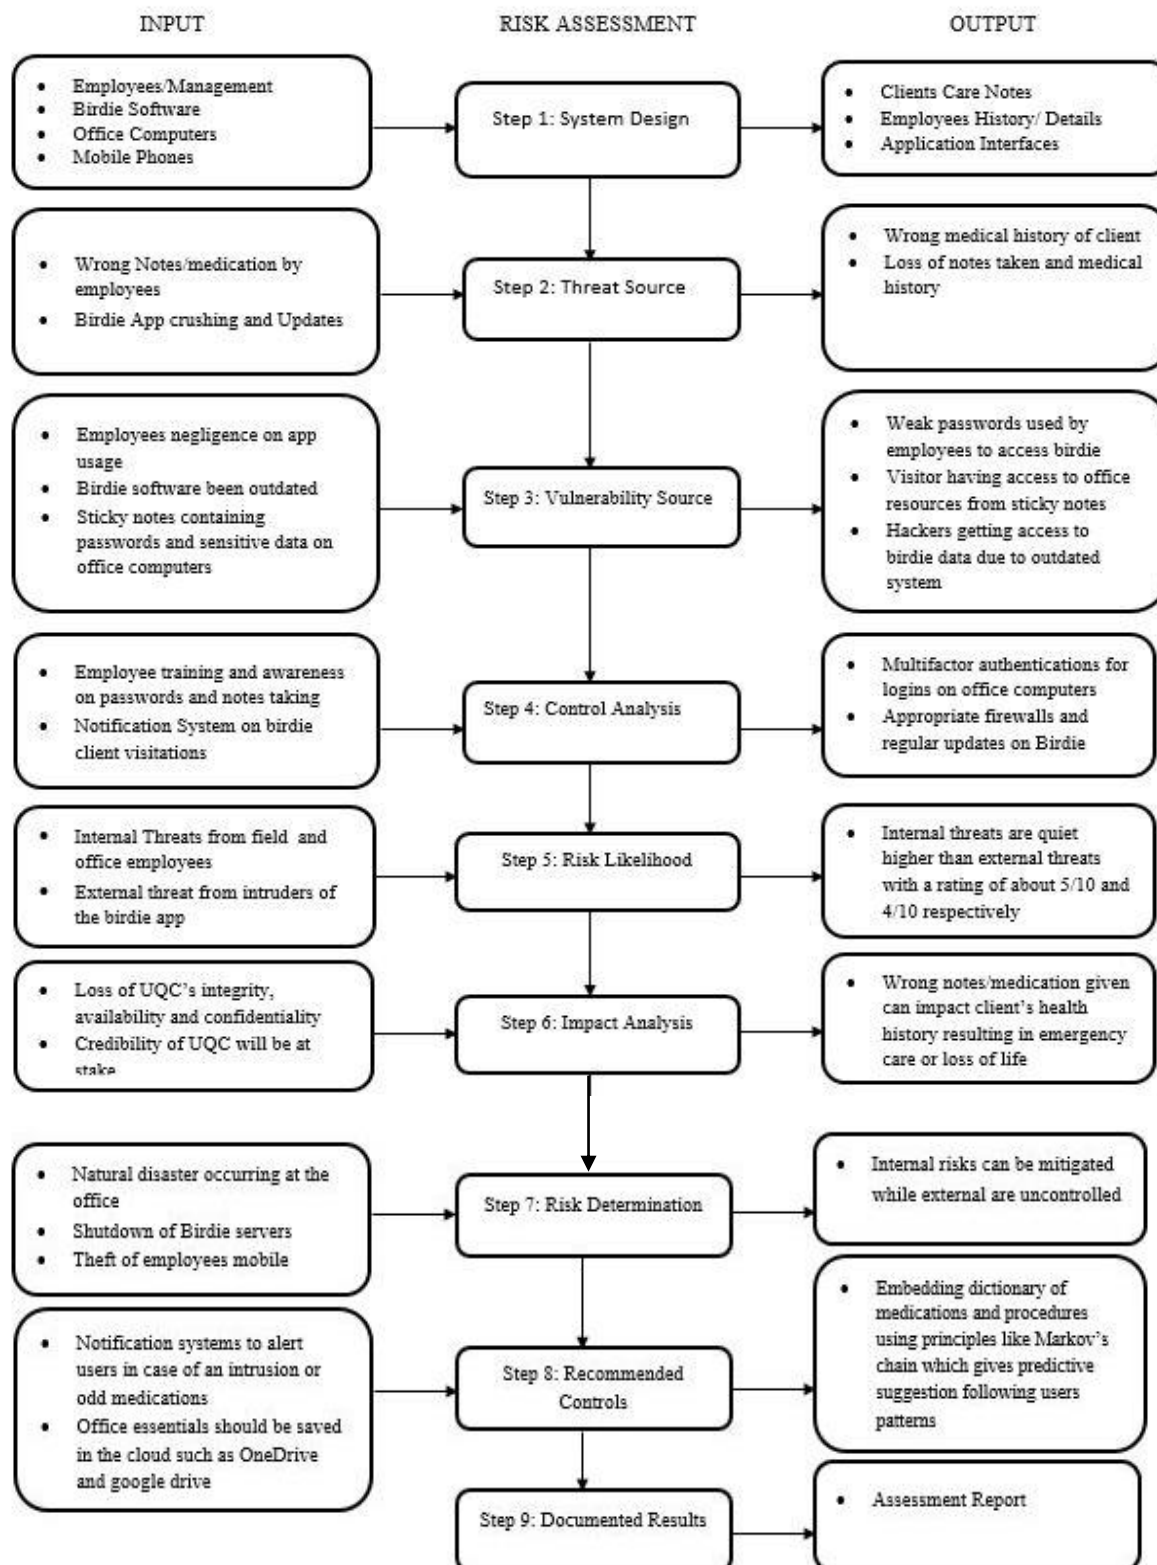 INPUT
RISK ASSESSMENT
OUTPUT
• Employees/Management
• Birdie Software
• Office Computers
• Mobile Phones
Step 1: System Design
• Clients Care Notes
• Employees History/ Details
• Application Interfaces
• Wrong Notes/medication by
employees
• Birdie App crushing and Updates
Step 2: Threat Source
• Wrong medical history of client
• Loss of notes taken and medical
history
• Employees negligence on app
usage
• Birdie software been outdated
• Sticky notes containing
passwords and sensitive data on
office computers
Step 3: Vulnerability Source
• Weak passwords used by
employees to access birdie
• Visitor having access to office
resources from sticky notes
• Hackers getting access to
birdie data due to outdated
system
• Employee training and awareness
on passwords and notes taking
• Notification System on birdie
client visitations
Step 4: Control Analysis
• Multifactor authentications for
logins on office computers
• Appropriate firewalls and
regular updates on Birdie
• Internal Threats from field and
office employees
• External threat from intruders of
the birdie app
Step 5: Risk Likelihood
• Internal threats are quiet
higher than external threats
with a rating of about 5/10 and
4/10 respectively
• Loss of UQC's integrity,
availability and confidentiality
• Credibility of UQC will be at
stake
Step 6: Impact Analysis
• Wrong notes/medication given
can impact client's health
history resulting in emergency
care or loss of life
• Natural disaster occurring at the
office
• Shutdown of Birdie servers
• Theft of employees mobile
Step 7: Risk Determination
• Internal risks can be mitigated
while external are uncontrolled
• Notification systems to alert
users in case of an intrusion or
odd medications
• Office essentials should be saved
in the cloud such as OneDrive
and google drive
Step 8: Recommended
Controls
• Embedding dictionary of
medications and procedures
using principles like Markov's
chain which gives predictive
suggestion following users
patterns
Step 9: Documented Results
• Assessment Report